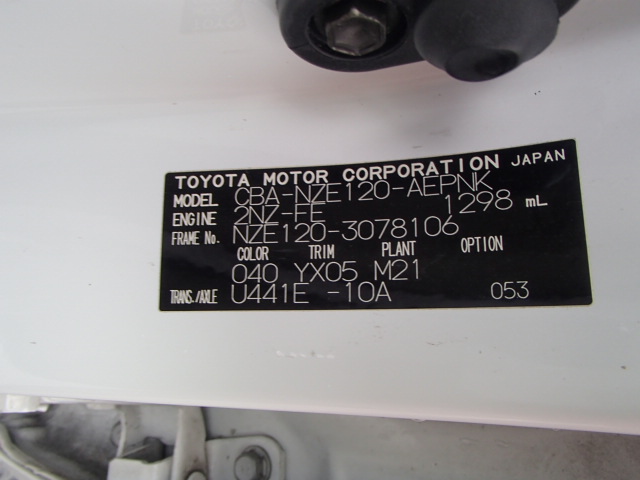 TOYOTA MOTOR CORPORATION JAPAN
MODEL CBA-NZE120-AEPNK
ENGINE 2NZ-FE 1298 mL
FRAME No. NZE120-3078106
COLOR TRIM PLANT OPTION
040 YX05 M21
TRANS./AXLE U441E -10A 053